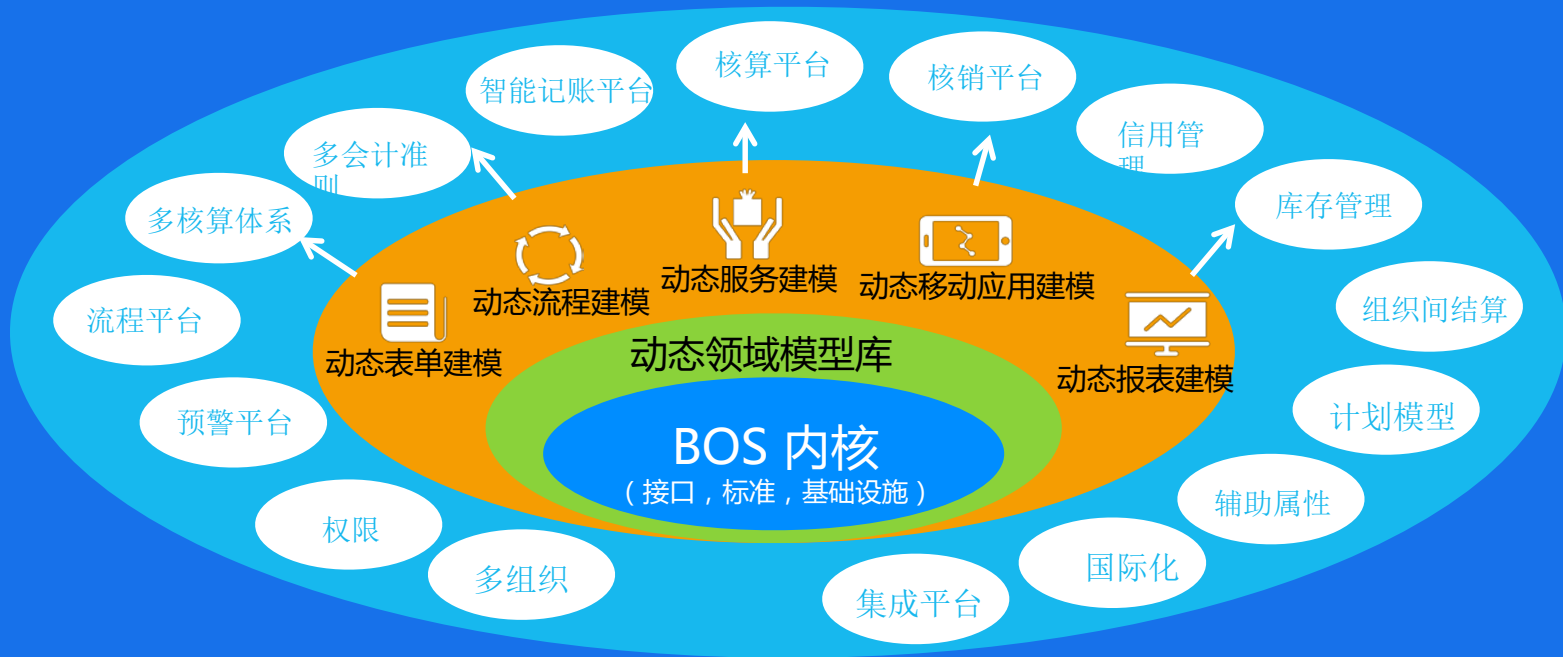 核算平台
核销平台
智能记账平台
信用管
理
多会计准
则
库存管理
多核算体系
动态服务建模
动态移动应用建模
动态流程建模
组织间结算
流程平台
动态领域模型库
动态表单建模
动态报表建模
计划模型
预警平台
BOS 内核
（接口，标准，基础设施）
辅助属性
权限
国际化
多组织
集成平台